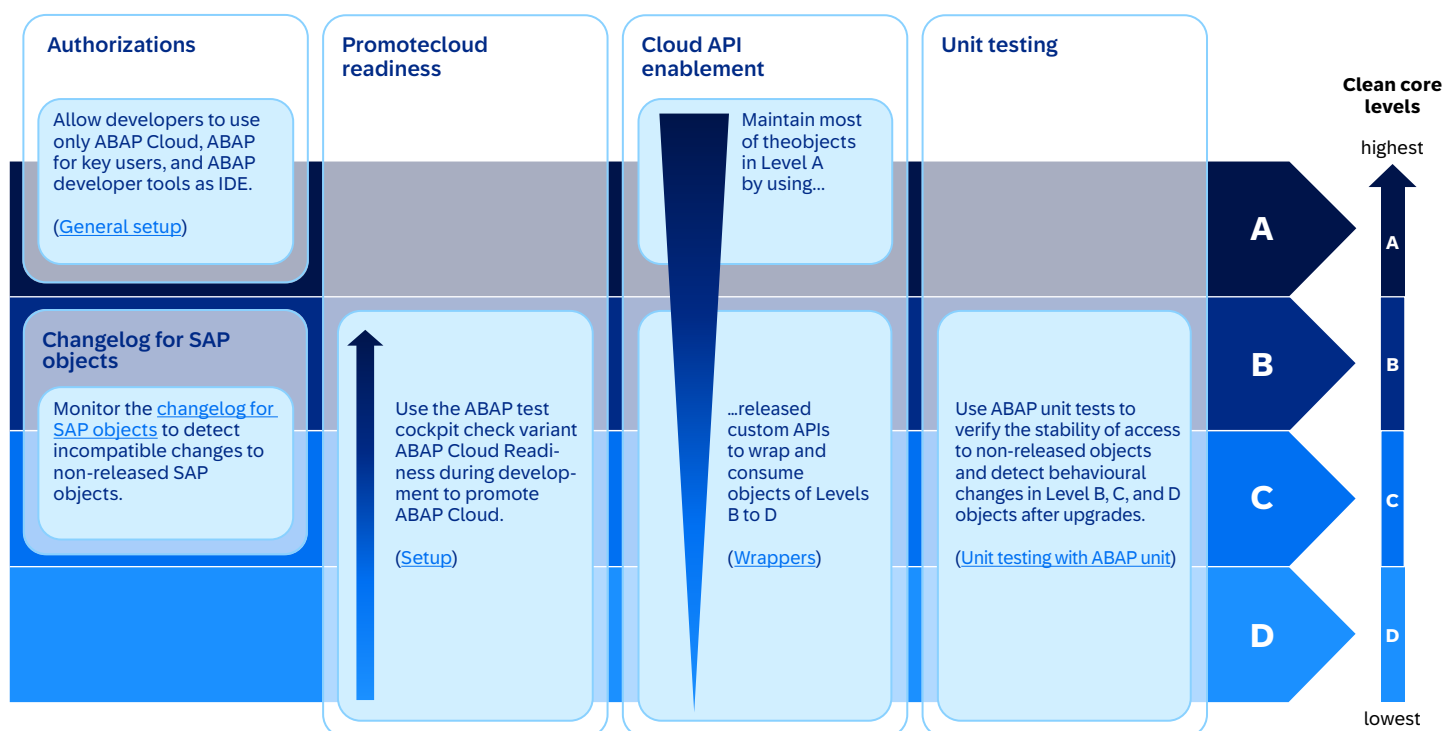 Authorizations
Allow developers to use
only ABAP Cloud, ABAP
for key users, and ABAP
developer tools as IDE.
(General setup)
Changelog for SAP
objects
Monitor the changelog for
SAP objects to detect
incompatible changes to
non-released SAP
objects.
Promotecloud
readiness
Use the ABAP test
cockpit check variant
ABAP Cloud Readi-
ness during develop-
ment to promote
ABAP Cloud.
(Setup)
Cloud API
enablement
Maintain most
of theobjects
in Level A
by using...
...released
custom APIs
to wrap and
consume
objects of Levels
B to D
(Wrappers)
Unit testing
Use ABAP unit tests to
verify the stability of access
to non-released objects
and detect behavioural
changes in Level B, C, and D
objects after upgrades.
(Unit testing with ABAP unit)
A
B
C
D
Clean core
levels
highest
A
B
C
D
lowest